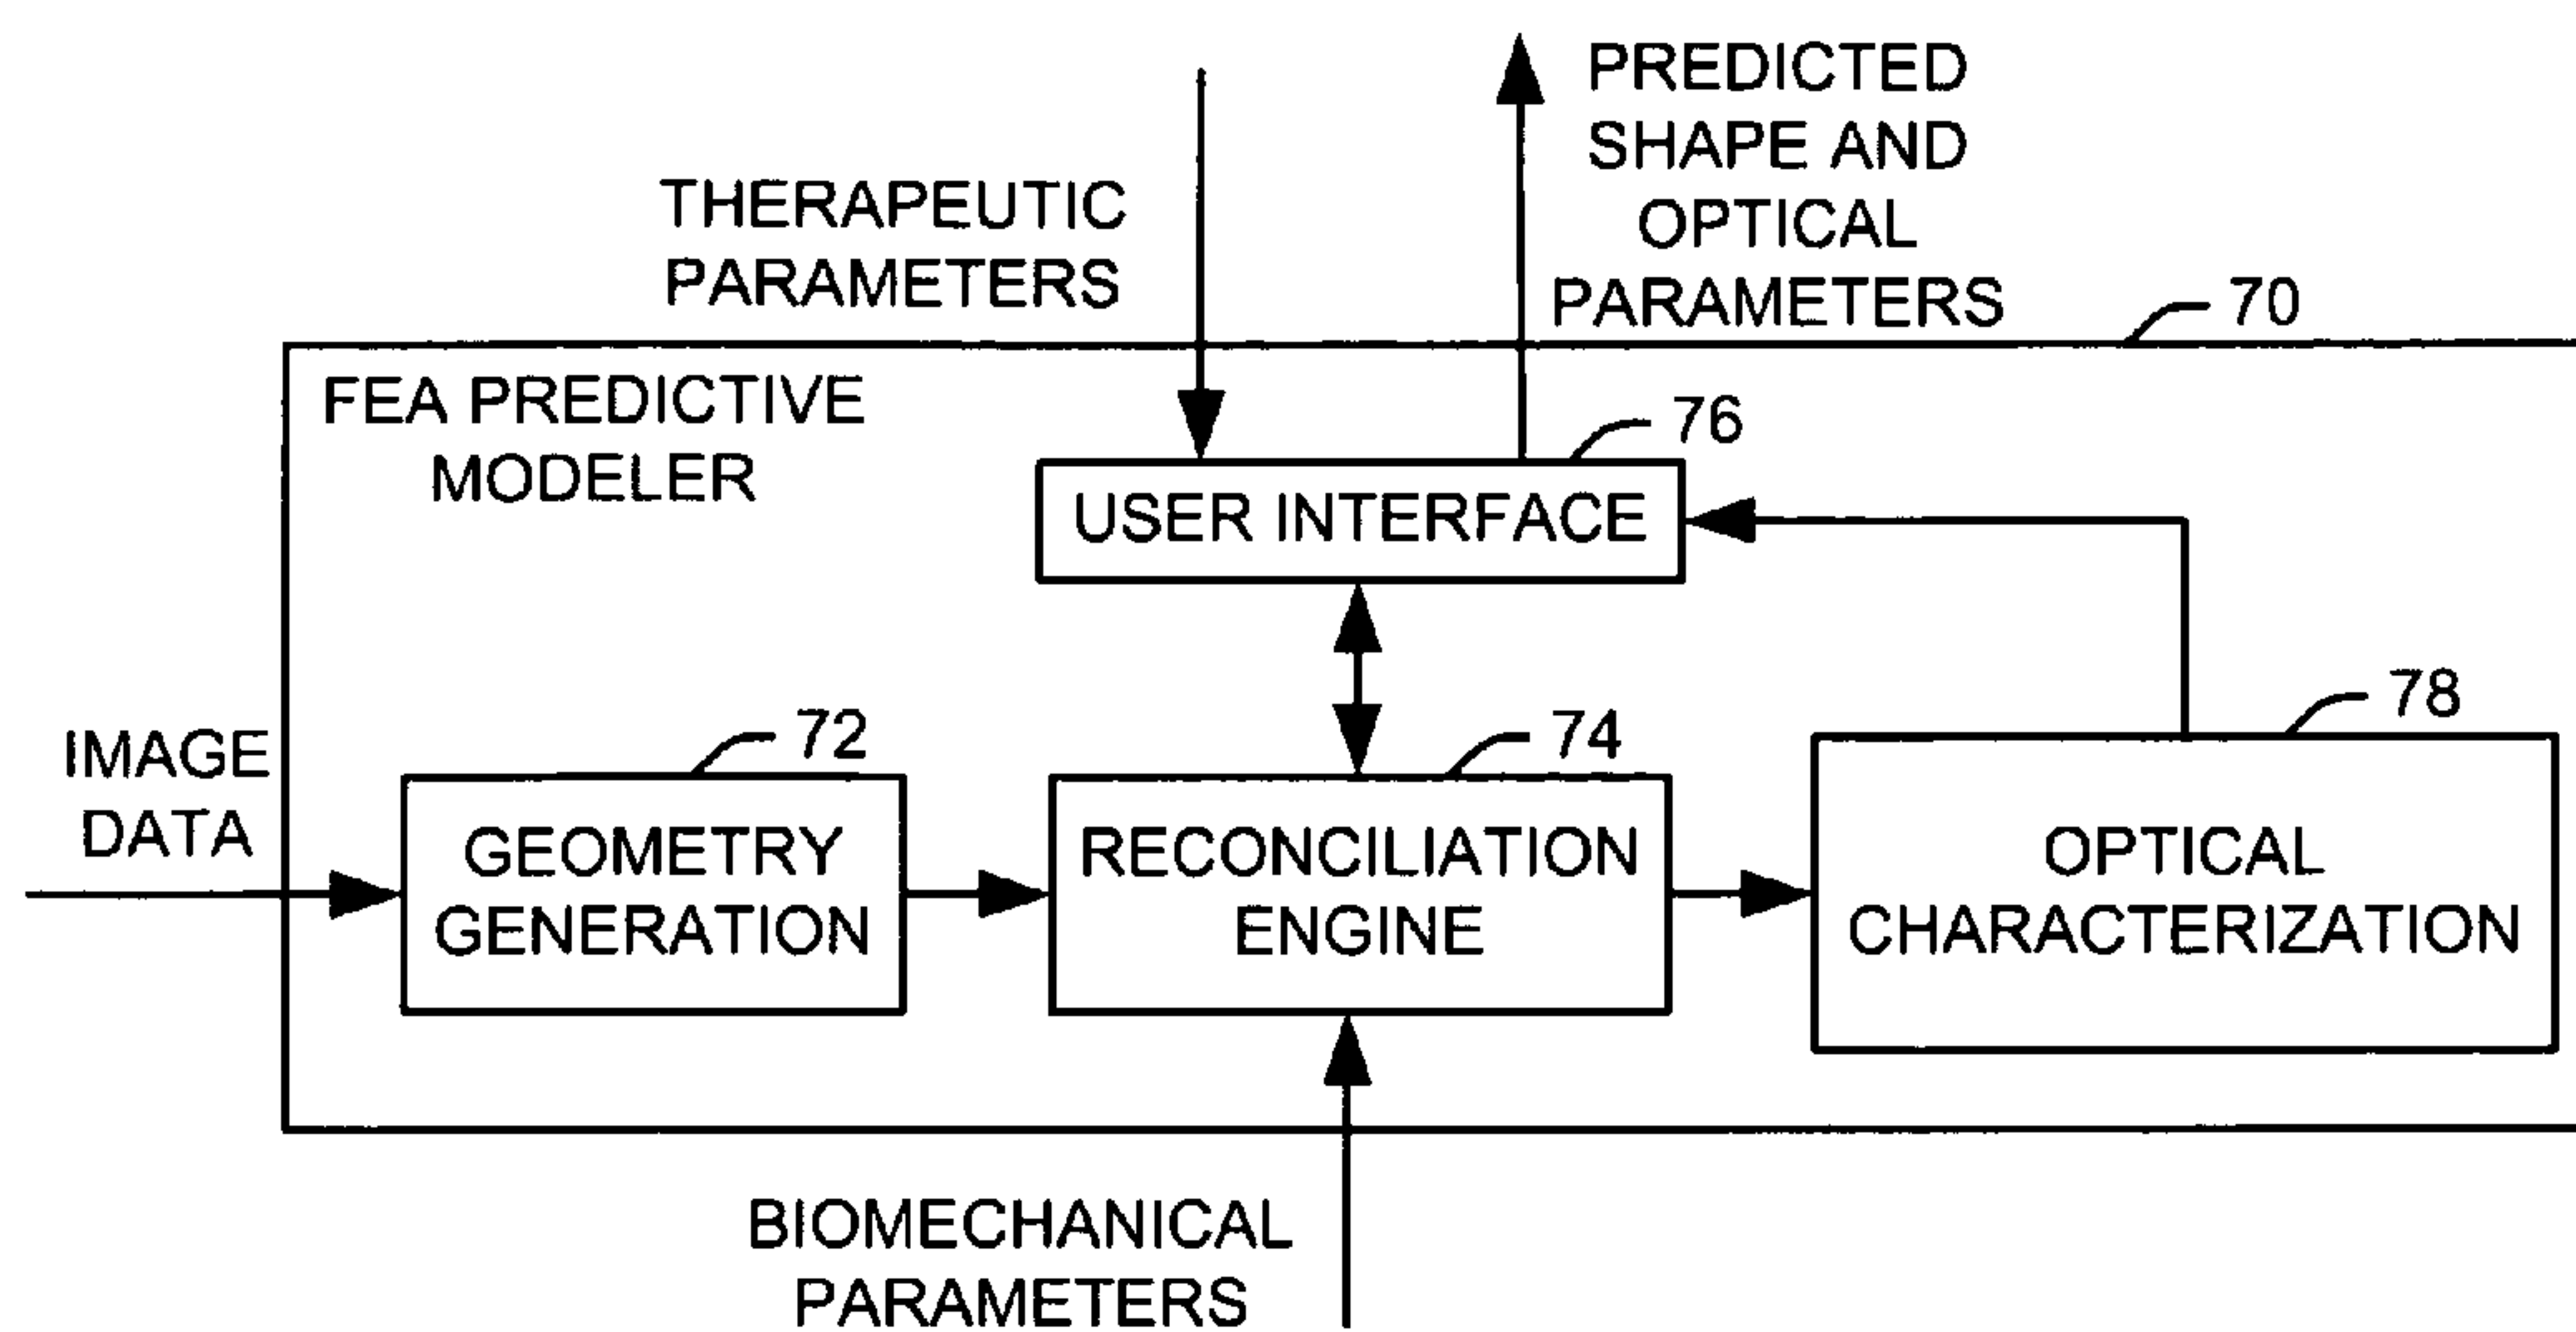 THERAPEUTIC
PARAMETERS
PREDICTED
SHAPE AND
OPTICAL
PARAMETERS
70
FEA PREDICTIVE
MODELER
76
USER INTERFACE
IMAGE
DATA
72
GEOMETRY
GENERATION
74
RECONCILIATION
ENGINE
78
OPTICAL
CHARACTERIZATION
BIOMECHANICAL
PARAMETERS